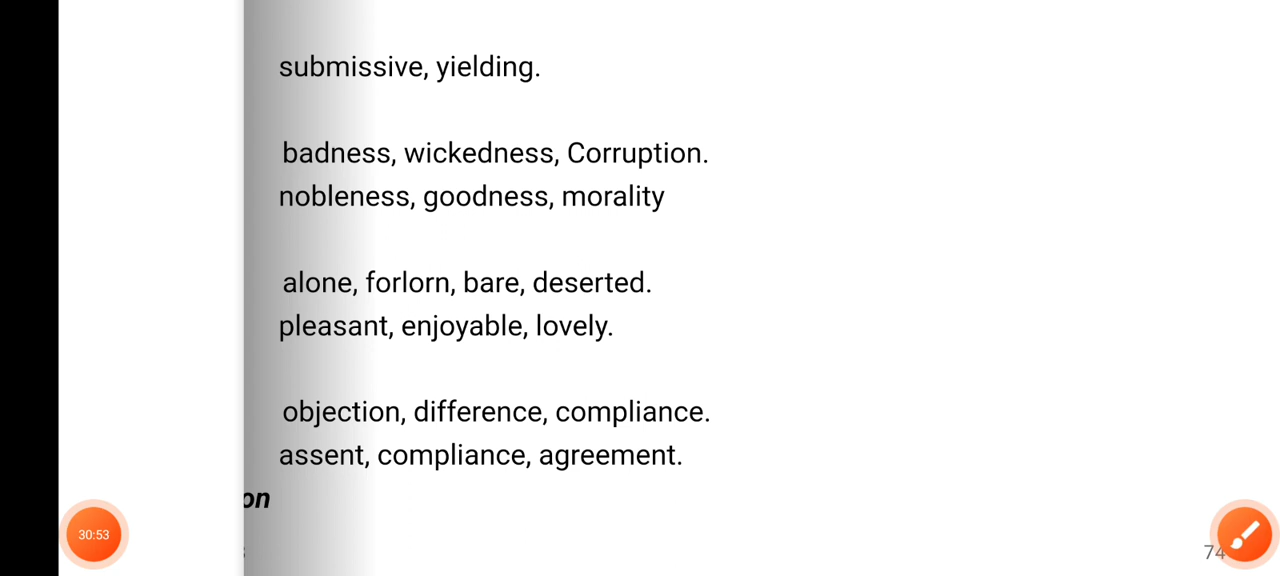 submissive, yielding.
badness, wickedness, Corruption.
nobleness, goodness, morality
alone, forlorn, bare, deserted.
pleasant, enjoyable, lovely.
objection, difference, compliance.
assent, compliance, agreement.
on
30:53
74